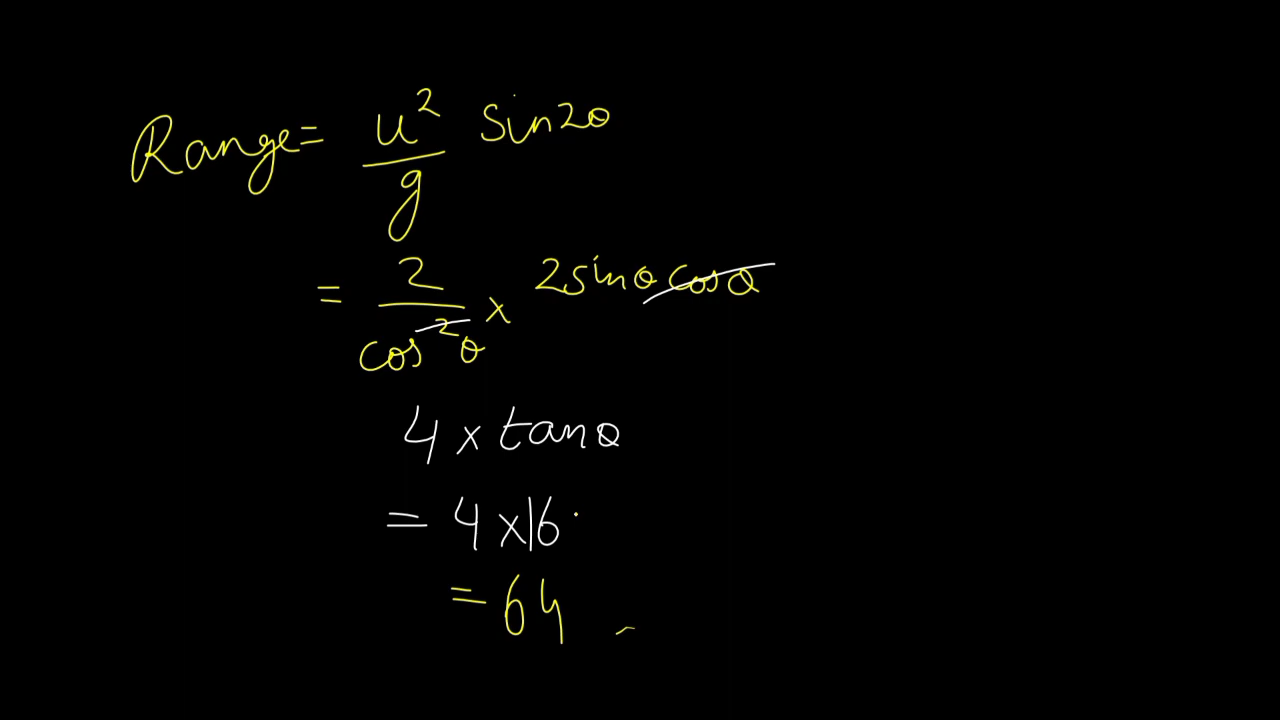 Range = u²/g sin2θ
= 2/cos²θ × 2sinθ cosθ
4 × tanθ
= 4 × 16
= 64